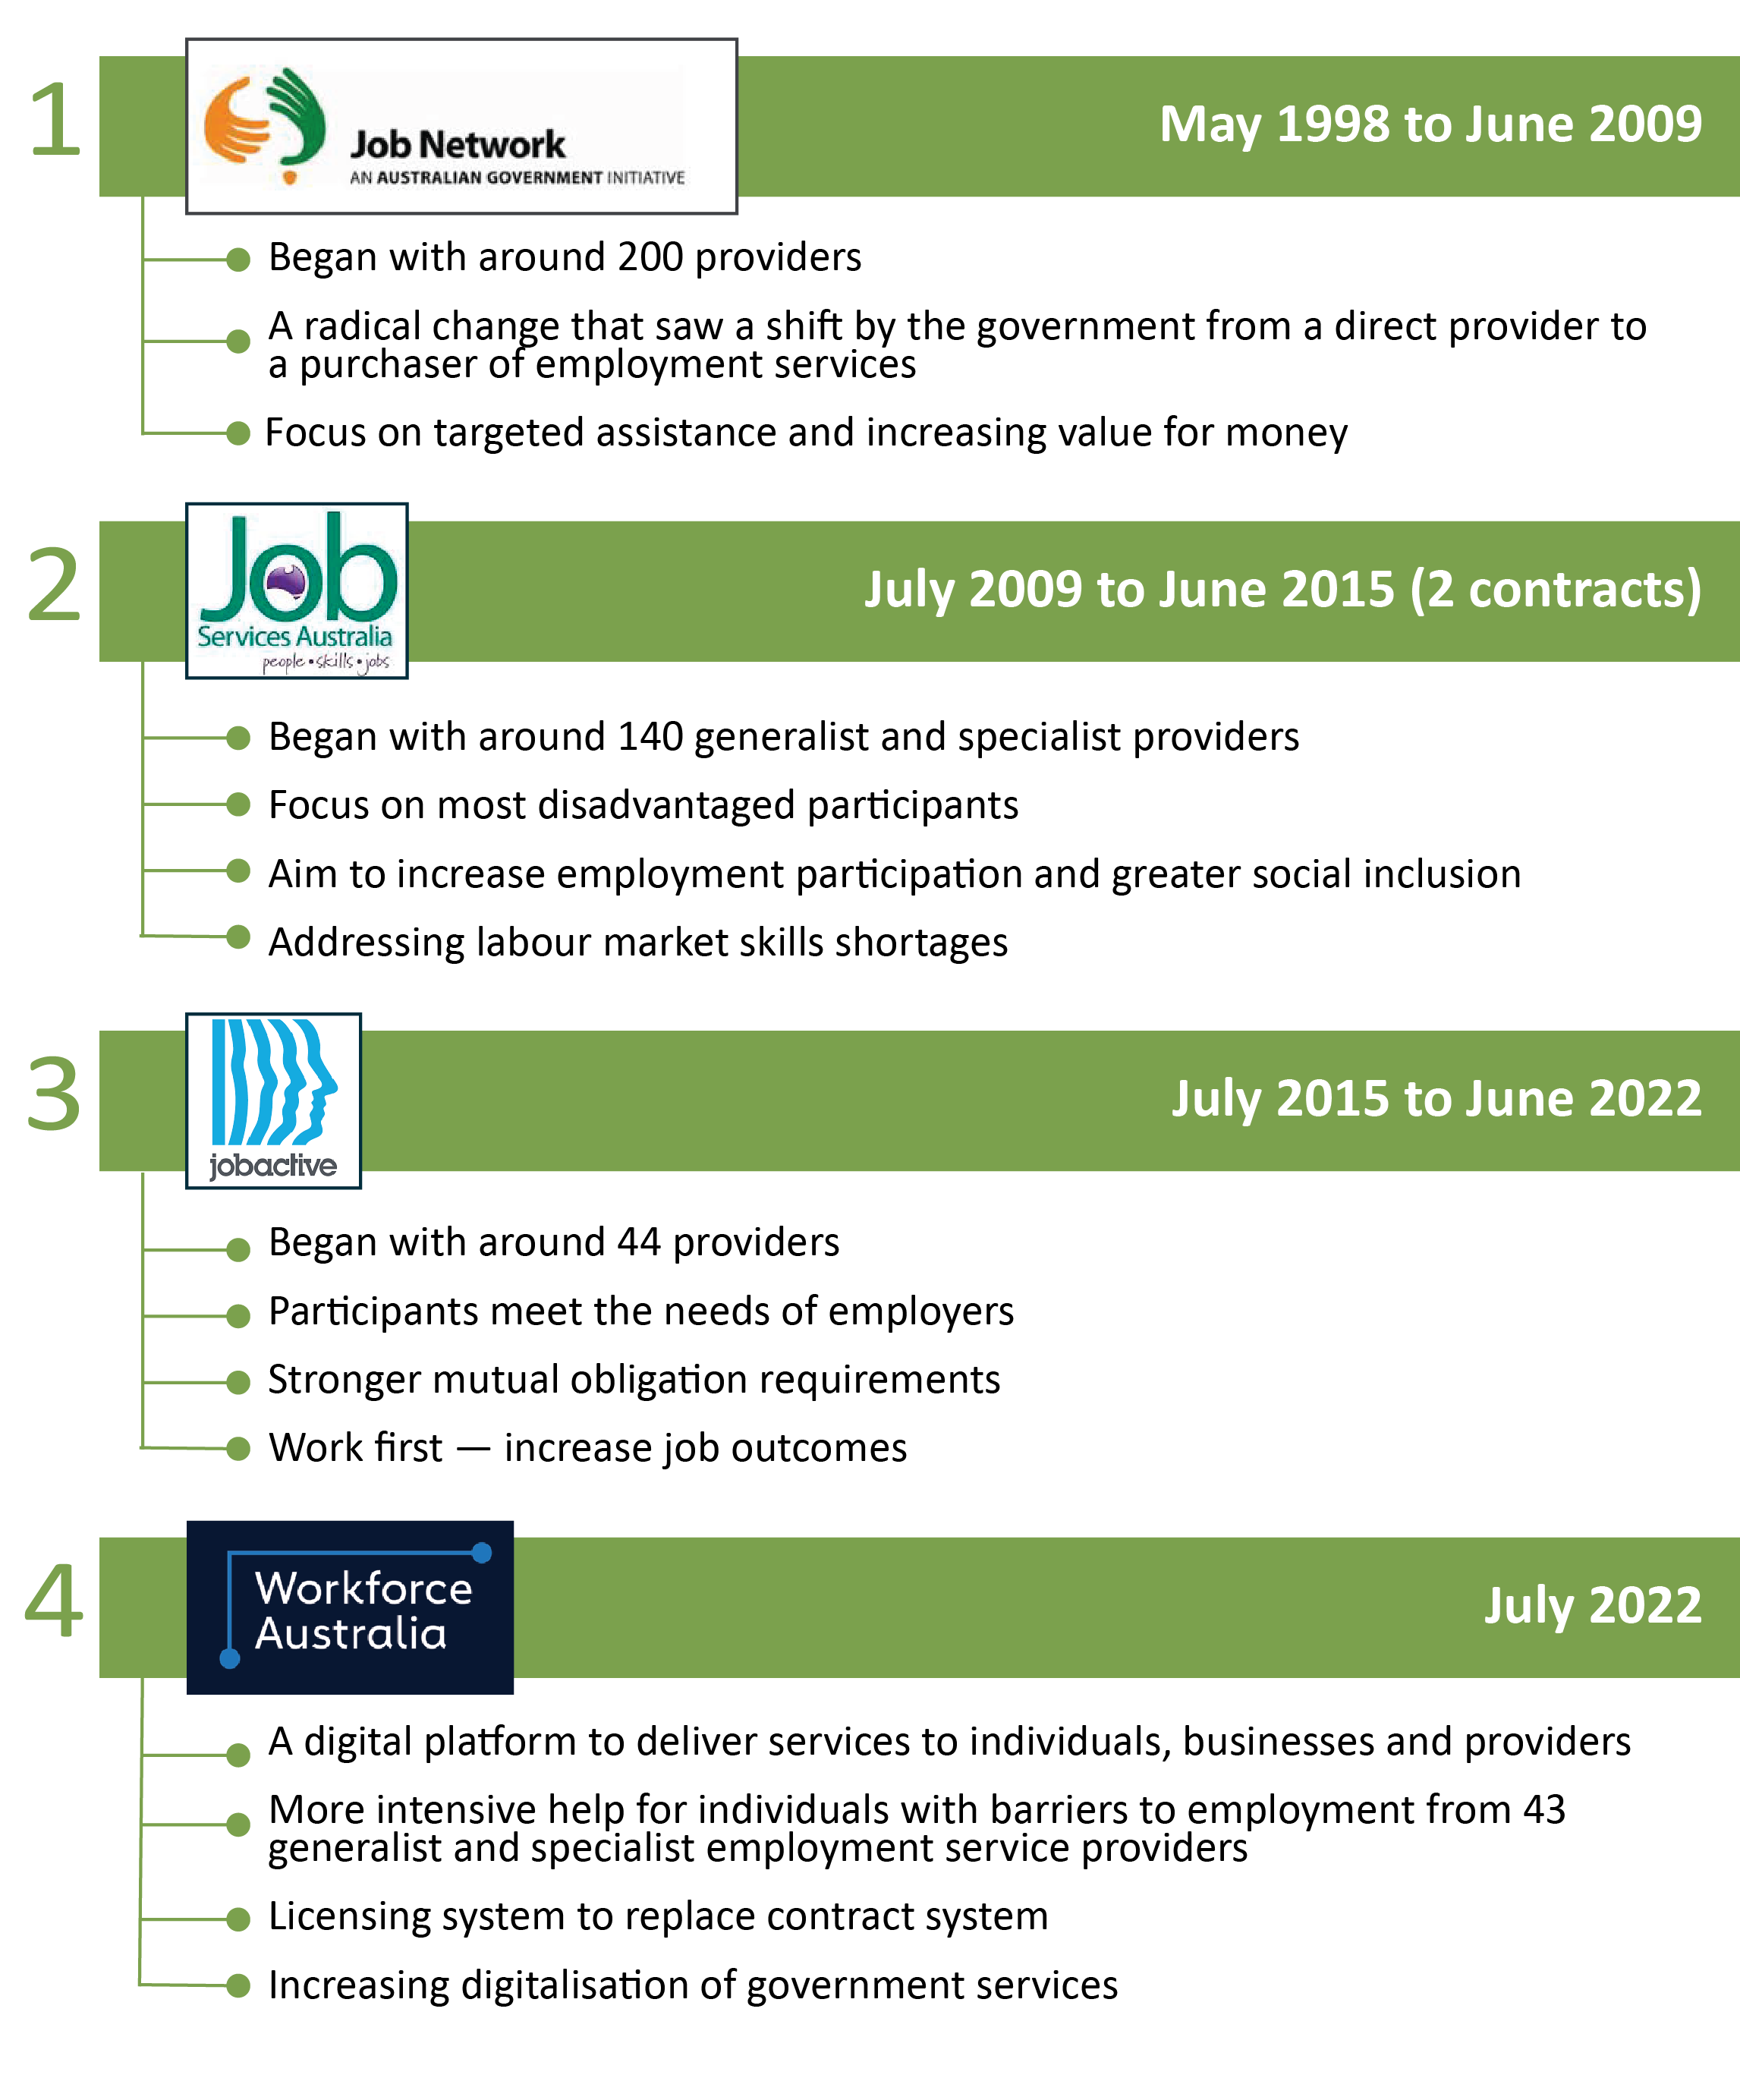 1
Job Network
AN AUSTRALIAN GOVERNMENT INITIATIVE
May 1998 to June 2009
Began with around 200 providers
A radical change that saw a shift by the government from a direct provider to
a purchaser of employment services
Focus on targeted assistance and increasing value for money
2
Job
Services Australia
people • skills • jobs
July 2009 to June 2015 (2 contracts)
Began with around 140 generalist and specialist providers
Focus on most disadvantaged participants
Aim to increase employment participation and greater social inclusion
Addressing labour market skills shortages
3
jobactive
July 2015 to June 2022
Began with around 44 providers
Participants meet the needs of employers
Stronger mutual obligation requirements
Work first — increase job outcomes
4
Workforce
Australia
July 2022
A digital platform to deliver services to individuals, businesses and providers
More intensive help for individuals with barriers to employment from 43
generalist and specialist employment service providers
Licensing system to replace contract system
Increasing digitalisation of government services